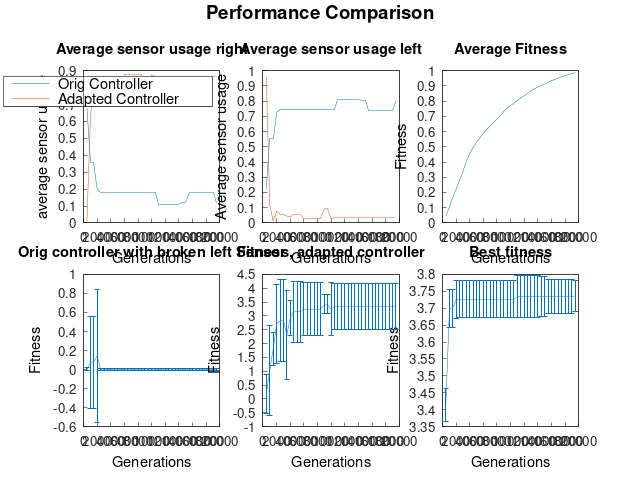 Performance Comparison
Average sensor usage right
Average sensor usage left
Average Fitness
Orig Controller
Adapted Controller
average sensor u
Average sensor usage
Fitness
0.9
0.5
0.4
0.3
0.2
0.1
0
1
0.9
0.8
0.7
0.6
0.5
0.4
0.3
0.2
0.1
0
1
0.9
0.8
0.7
0.6
0.5
0.4
0.3
0.2
0.1
0
Generations
Generations
Generations
Orig controller with broken left Sensor
Fitness, adapted controller
Best fitness
Fitness
Fitness
Fitness
1
0.8
0.6
0.4
0.2
0
-0.2
-0.4
-0.6
4.5
4
3.5
3
2.5
2
1.5
1
0.5
0
-0.5
-1
3.8
3.75
3.7
3.65
3.6
3.55
3.5
3.45
3.4
3.35
Generations
Generations
Generations